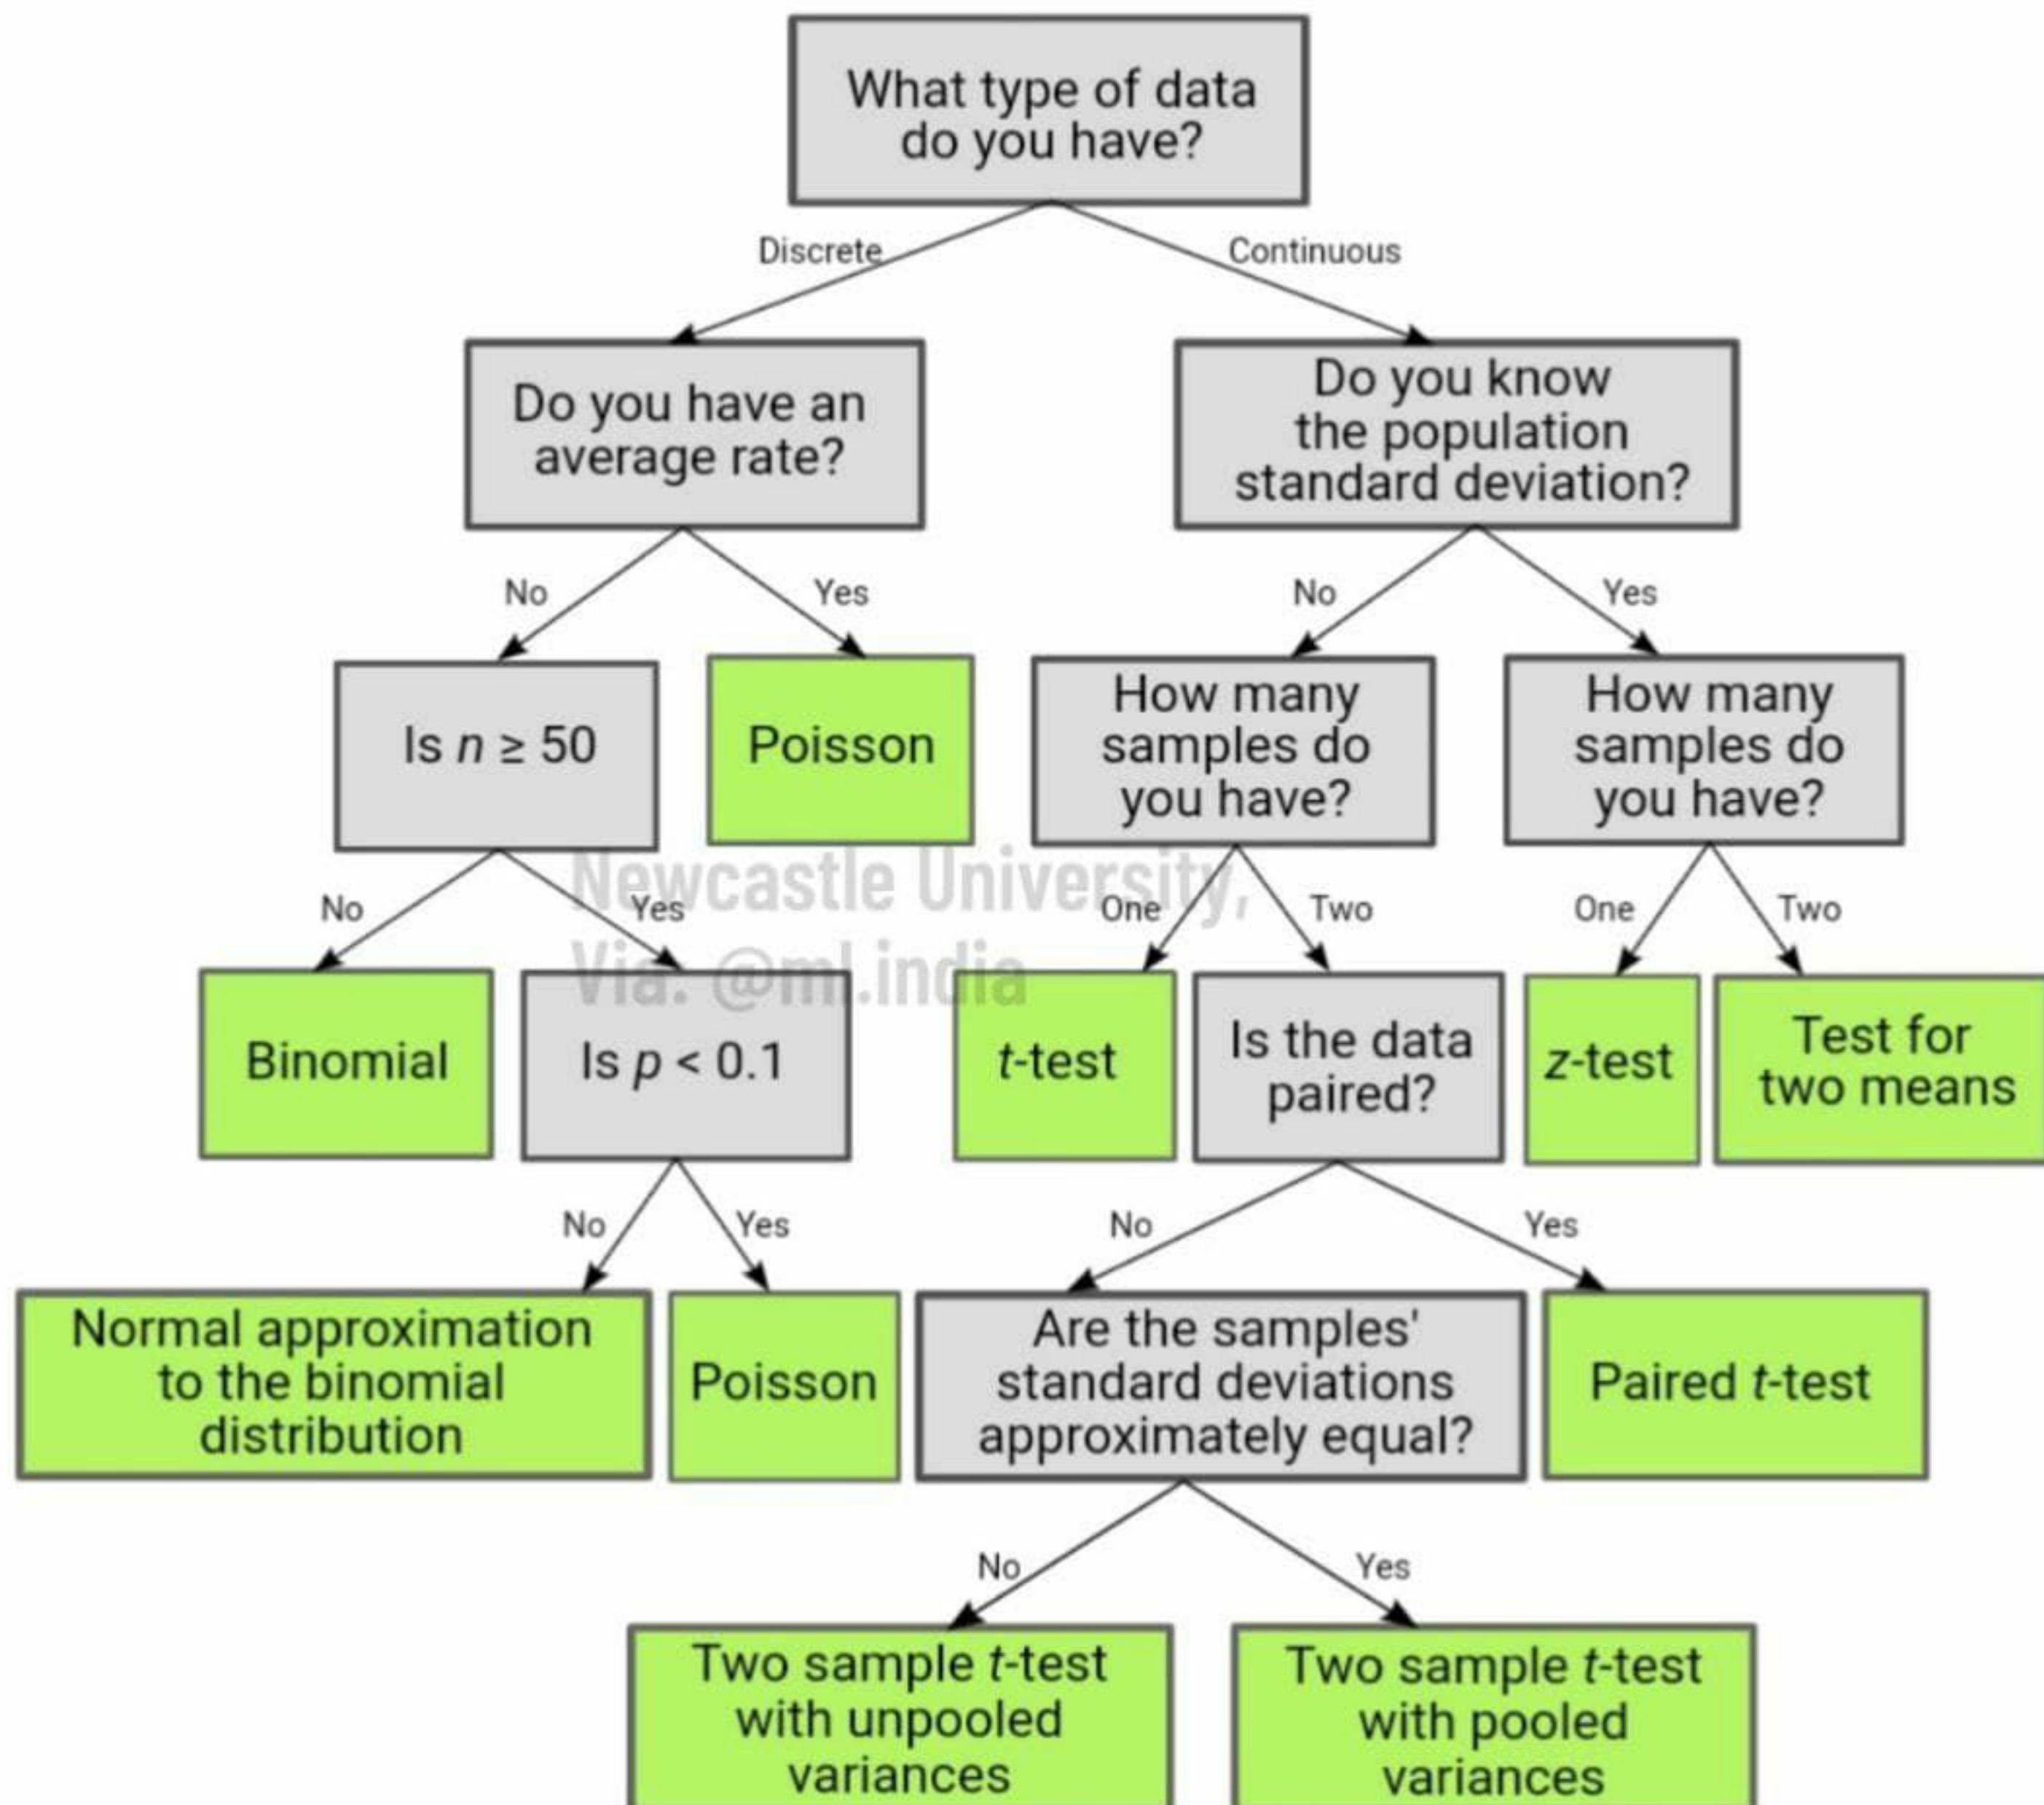 What type of data
do you have?
Discrete
Continuous
Do you have an
average rate?
Do you know
the population
standard deviation?
No
Yes
No
Yes
Is n ≥ 50
Poisson
How many
samples do
you have?
How many
samples do
you have?
Newcastle University,
Via: @ml.india
No
Yes
One
Two
One
Two
Binomial
Is p < 0.1
t-test
Is the data
paired?
z-test
Test for
two means
No
Yes
No
Yes
Normal approximation
to the binomial
distribution
Poisson
Are the samples'
standard deviations
approximately equal?
Paired t-test
No
Yes
Two sample t-test
with unpooled
variances
Two sample t-test
with pooled
variances